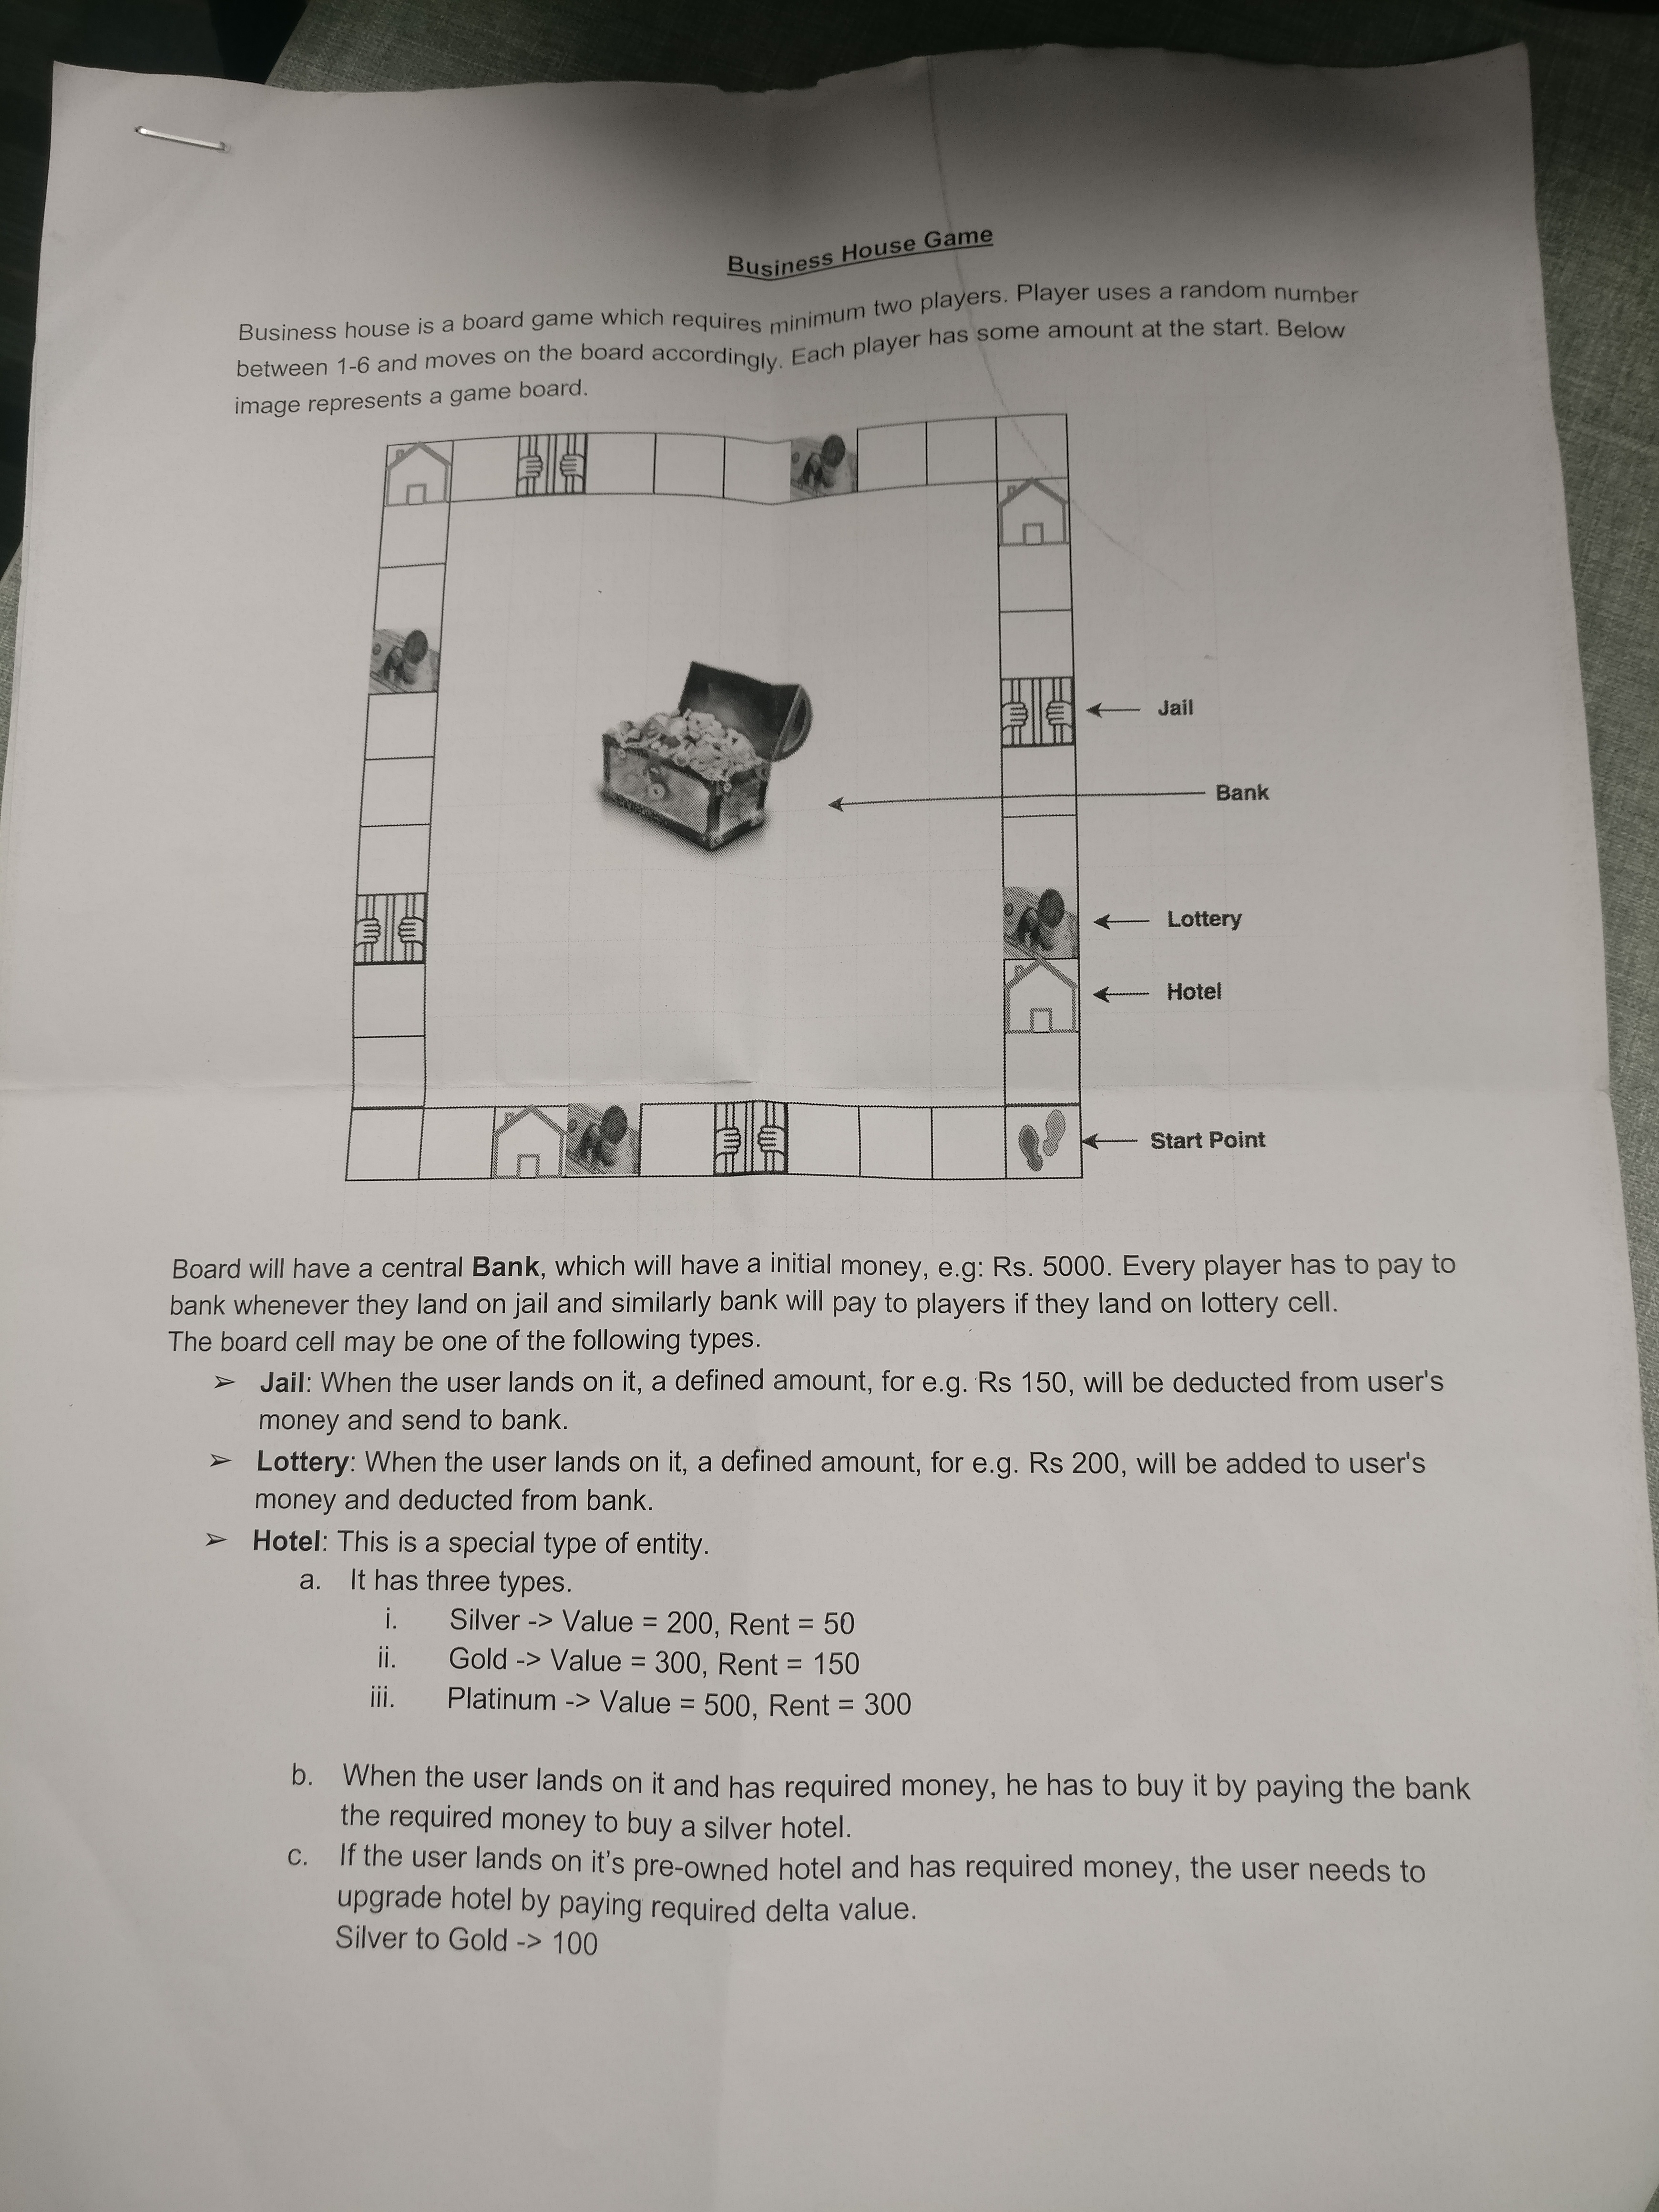 Business House Game
Business house is a board game which requires minimum two players. Player uses a random number
between 1-6 and moves on the board accordingly. Each player has some amount at the start. Below
image represents a game board.
Jail
Bank
Lottery
Hotel
Start Point
Board will have a central Bank, which will have a initial money, e.g: Rs. 5000. Every player has to pay to
bank whenever they land on jail and similarly bank will pay to players if they land on lottery cell.
The board cell may be one of the following types.
➢ Jail: When the user lands on it, a defined amount, for e.g. Rs 150, will be deducted from user's
money and send to bank.
➢ Lottery: When the user lands on it, a defined amount, for e.g. Rs 200, will be added to user's
money and deducted from bank.
➢ Hotel: This is a special type of entity.
a. It has three types.
i. Silver -> Value = 200, Rent = 50
ii. Gold -> Value = 300, Rent = 150
iii. Platinum -> Value = 500, Rent = 300
b. When the user lands on it and has required money, he has to buy it by paying the bank
the required money to buy a silver hotel.
c. If the user lands on it’s pre-owned hotel and has required money, the user needs to
upgrade hotel by paying required delta value.
Silver to Gold -> 100